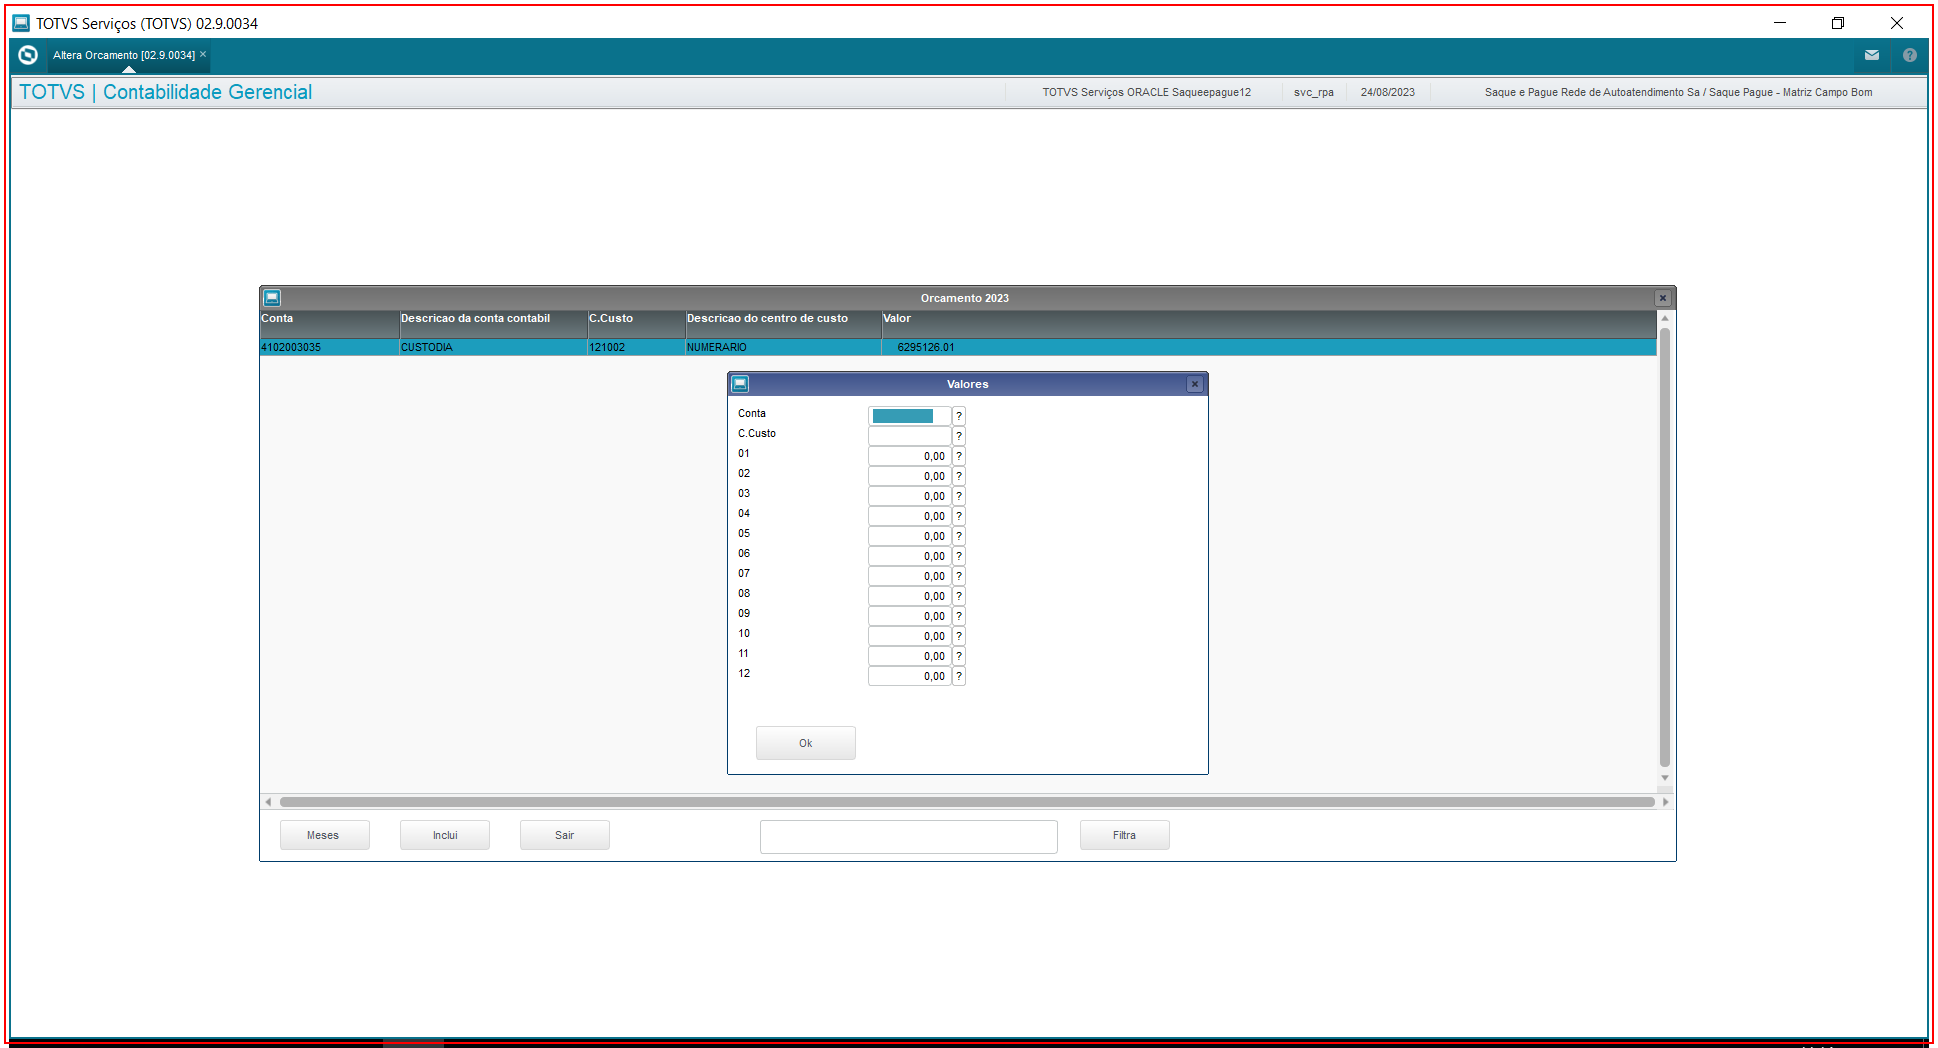 TOTVS Serviços (TOTVS) 02.9.0034
Altera Orcamento [02.9.0034] ×
TOTVS | Contabilidade Gerencial
TOTVS Serviços ORACLE Saqueepague12
svc_rpa
24/08/2023
Saque e Pague Rede de Autoatendimento Sa / Saque Pague - Matriz Campo Bom
Orcamento 2023
Conta Descricao da conta contabil C.Custo Descricao do centro de custo Valor
4102003035 CUSTODIA 121002 NUMERARIO 6295126.01
Valores
Conta ?
C.Custo ?
01 0,00 ?
02 0,00 ?
03 0,00 ?
04 0,00 ?
05 0,00 ?
06 0,00 ?
07 0,00 ?
08 0,00 ?
09 0,00 ?
10 0,00 ?
11 0,00 ?
12 0,00 ?
Ok
Meses Inclui Sair Filtra